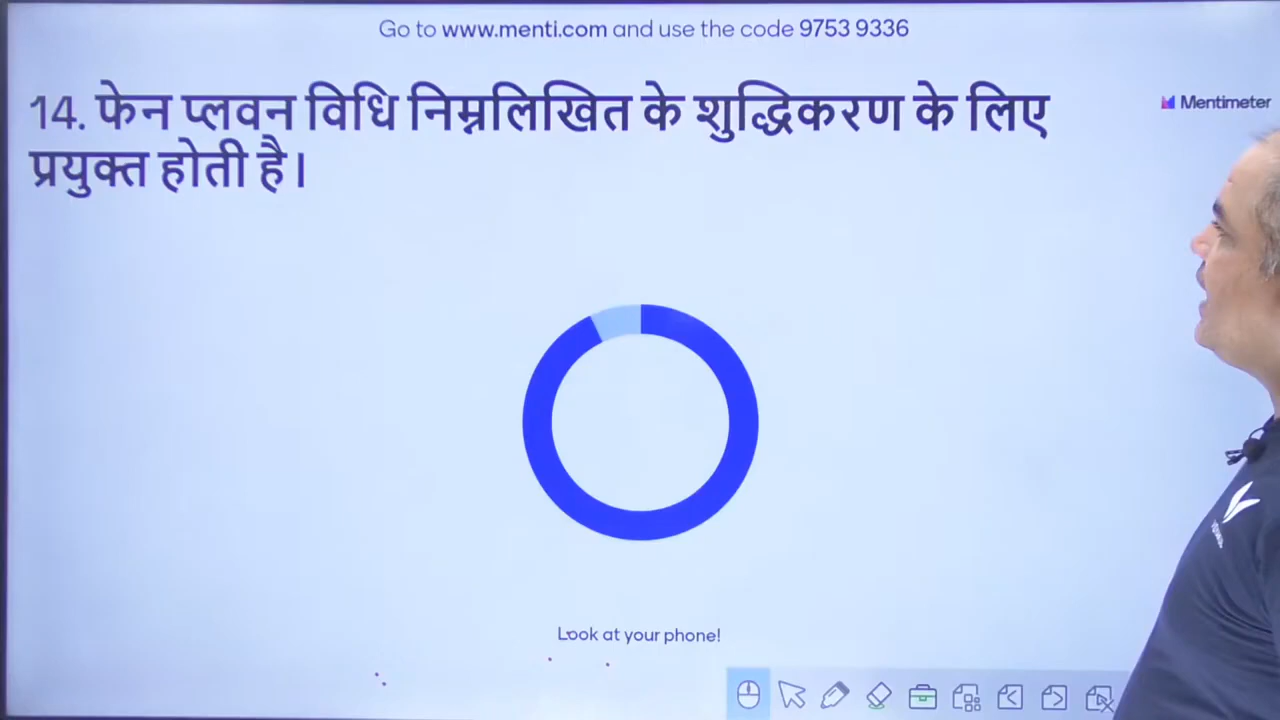 Go to www.menti.com and use the code 9753 9336
14. फेन प्लवन विधि निम्नलिखित के शुद्धिकरण के लिए
प्रयुक्त होती है।
Mentimeter
Look at your phone!